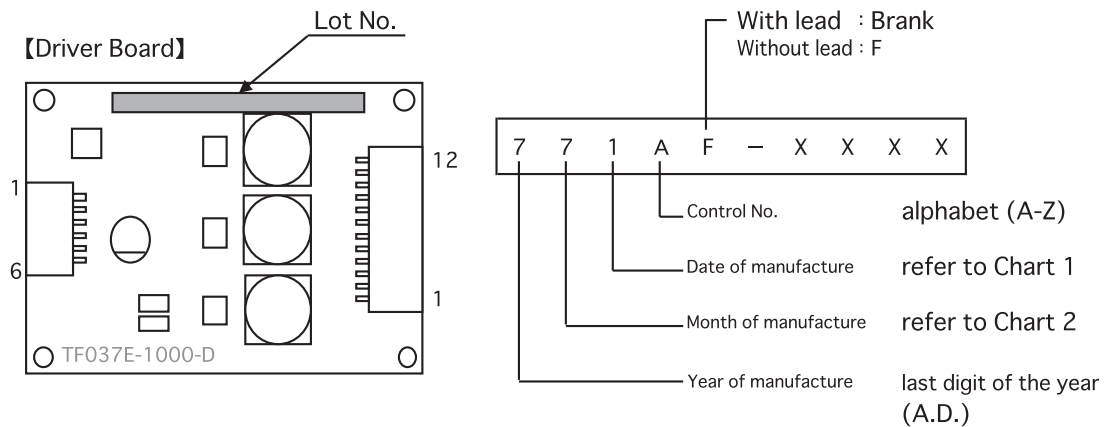 Lot No.
【Driver Board】
With lead : Brank
Without lead : F
7 7 1 A F – X X X X
12
1
6
1
Control No. alphabet (A-Z)
Date of manufacture refer to Chart 1
Month of manufacture refer to Chart 2
Year of manufacture last digit of the year
(A.D.)
TF037E-1000-D